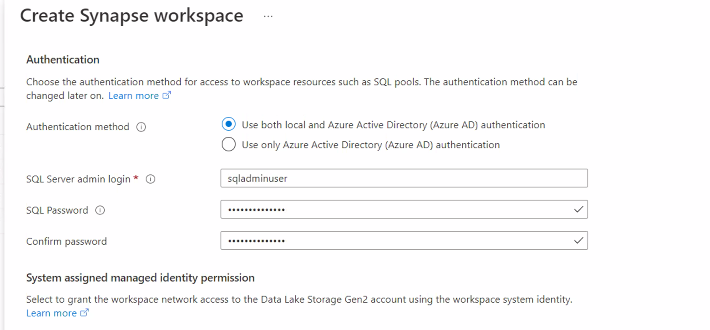 Create Synapse workspace ...
Authentication
Choose the authentication method for access to workspace resources such as SQL pools. The authentication method can be
changed later on. Learn more
Authentication method
Use both local and Azure Active Directory (Azure AD) authentication
Use only Azure Active Directory (Azure AD) authentication
SQL Server admin login *
sqladminuser
SQL Password
••••••••••••••
Confirm password
••••••••••••••
System assigned managed identity permission
Select to grant the workspace network access to the Data Lake Storage Gen2 account using the workspace system identity.
Learn more